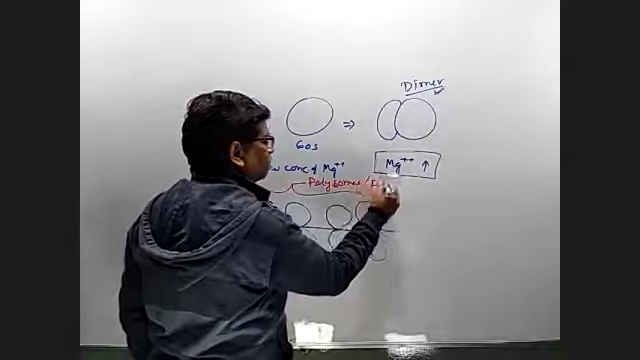 Dimer
60s
conc. of Mg++
Mg++ ↑
Polysomes /